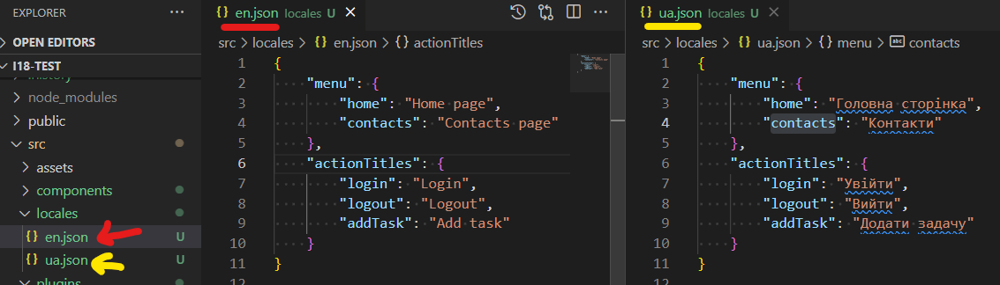 EXPLORER
···
OPEN EDITORS
I18-TEST
.history
node_modules
public
src
assets
components
locales
{} en.json U
{} ua.json U
plugins
{} en.json locales U ×
···
src > locales > {} en.json > {} actionTitles
1 {
2 "menu": {
3 "home": "Home page",
4 "contacts": "Contacts page"
5 },
6 "actionTitles": {
7 "login": "Login",
8 "logout": "Logout",
9 "addTask": "Add task"
10 }
11 }
12
{} ua.json locales U ×
src > locales > {} ua.json > {} menu > abc contacts
1 {
2 "menu": {
3 "home": "Головна сторінка",
4 "contacts": "Контакти"
5 },
6 "actionTitles": {
7 "login": "Увійти",
8 "logout": "Вийти",
9 "addTask": "Додати задачу"
10 }
11 }
12